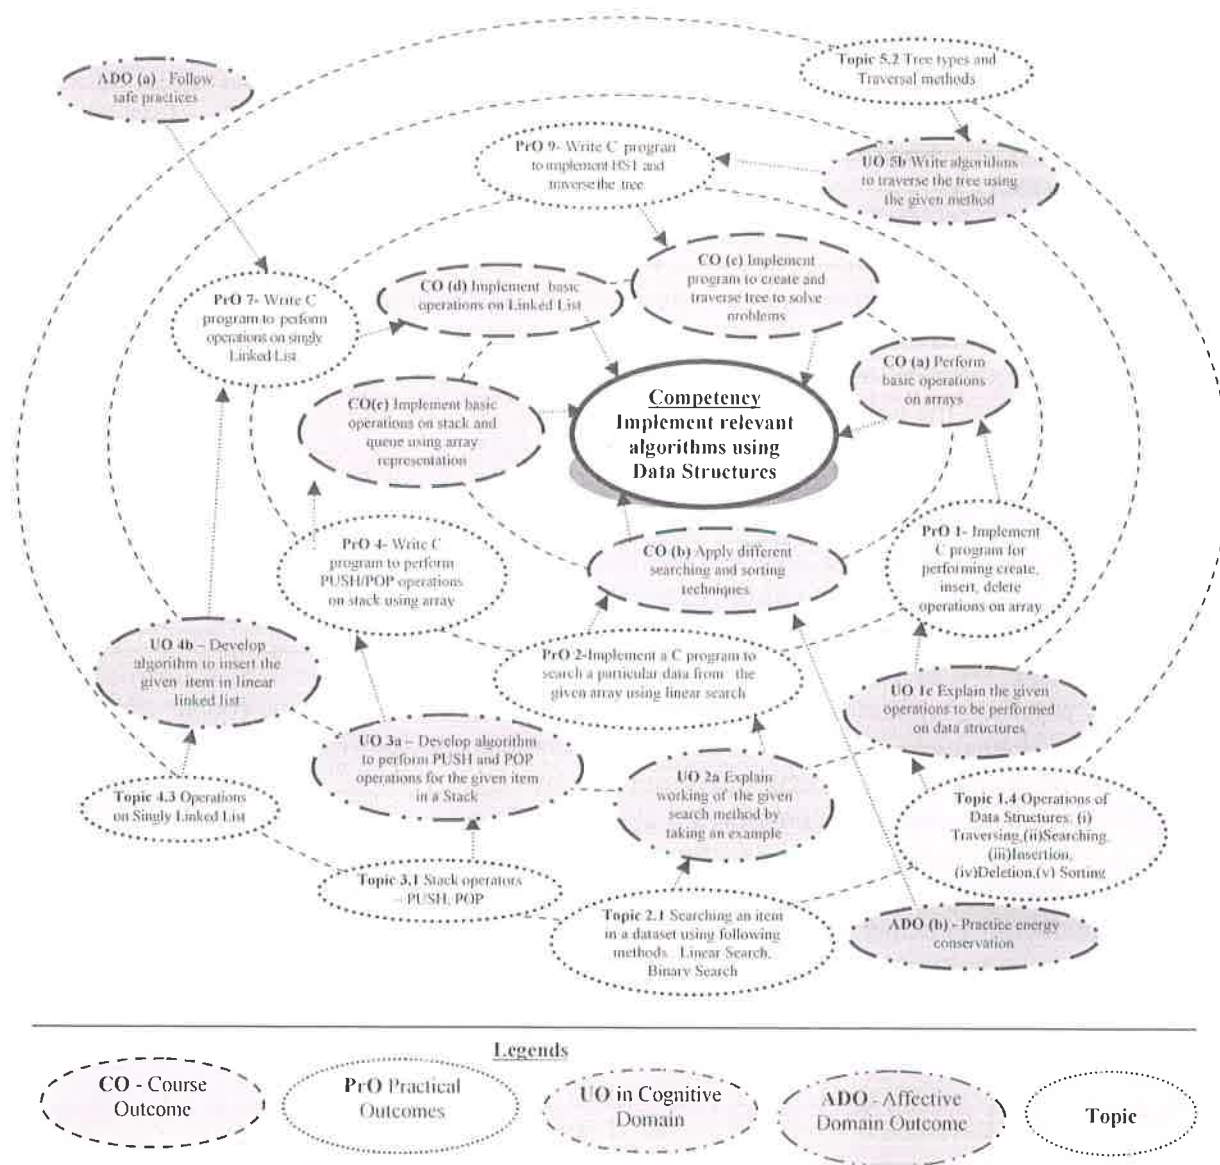 ADO (a) - Follow
safe practices
Topic 5.2 Tree types and
Traversal methods
PrO 9- Write C program
to implement BST and
traverse the tree.
UO 5b Write algorithms
to traverse the tree using
the given method
CO (e) Implement
program to create and
traverse tree to solve
problems
CO (d) Implement basic
operations on Linked List
PrO 7- Write C
program to perform
operations on singly
Linked List.
CO (a) Perform
basic operations
on arrays
CO(c) Implement basic
operations on stack and
queue using array
representation
Competency
Implement relevant
algorithms using
Data Structures
PrO 4- Write C
program to perform
PUSH/POP operations
on stack using array
CO (b) Apply different
searching and sorting
techniques
PrO 1- Implement
C program for
performing create,
insert, delete
operations on array
UO 4b – Develop
algorithm to insert the
given item in linear
linked list
PrO 2-Implement a C program to
search a particular data from the
given array using linear search
UO 1c Explain the given
operations to be performed
on data structures
UO 3a – Develop algorithm
to perform PUSH and POP
operations for the given item
in a Stack
UO 2a Explain
working of the given
search method by
taking an example
Topic 4.3 Operations
on Singly Linked List
Topic 1.4 Operations of
Data Structures. (i)
Traversing,(ii)Searching,
(iii)Insertion,
(iv)Deletion,(v) Sorting
Topic 3.1 Stack operators
– PUSH, POP
Topic 2.1 Searching an item
in a dataset using following
methods Linear Search,
Binary Search
ADO (b) - Practice energy
conservation
Legends
CO - Course
Outcome
PrO Practical
Outcomes
UO in Cognitive
Domain
ADO - Affective
Domain Outcome
Topic